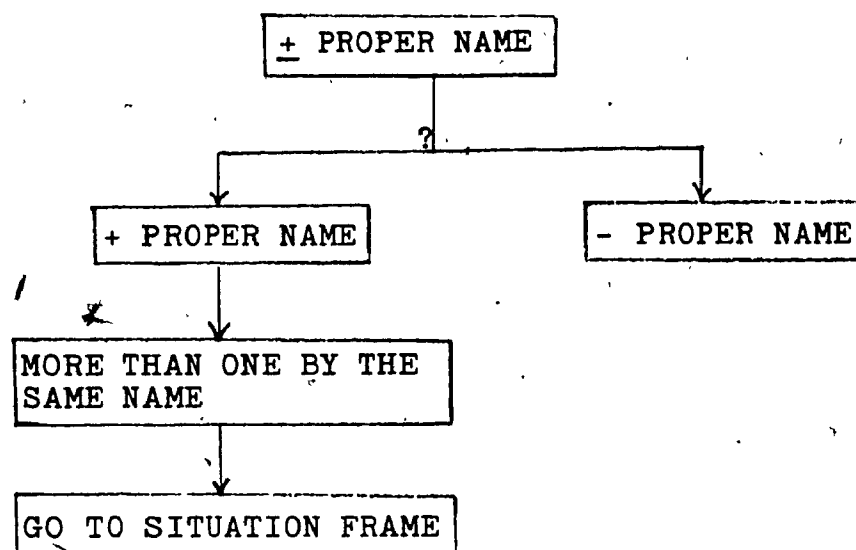 ± PROPER NAME
?
+ PROPER NAME
- PROPER NAME
MORE THAN ONE BY THE
SAME NAME
GO TO SITUATION FRAME